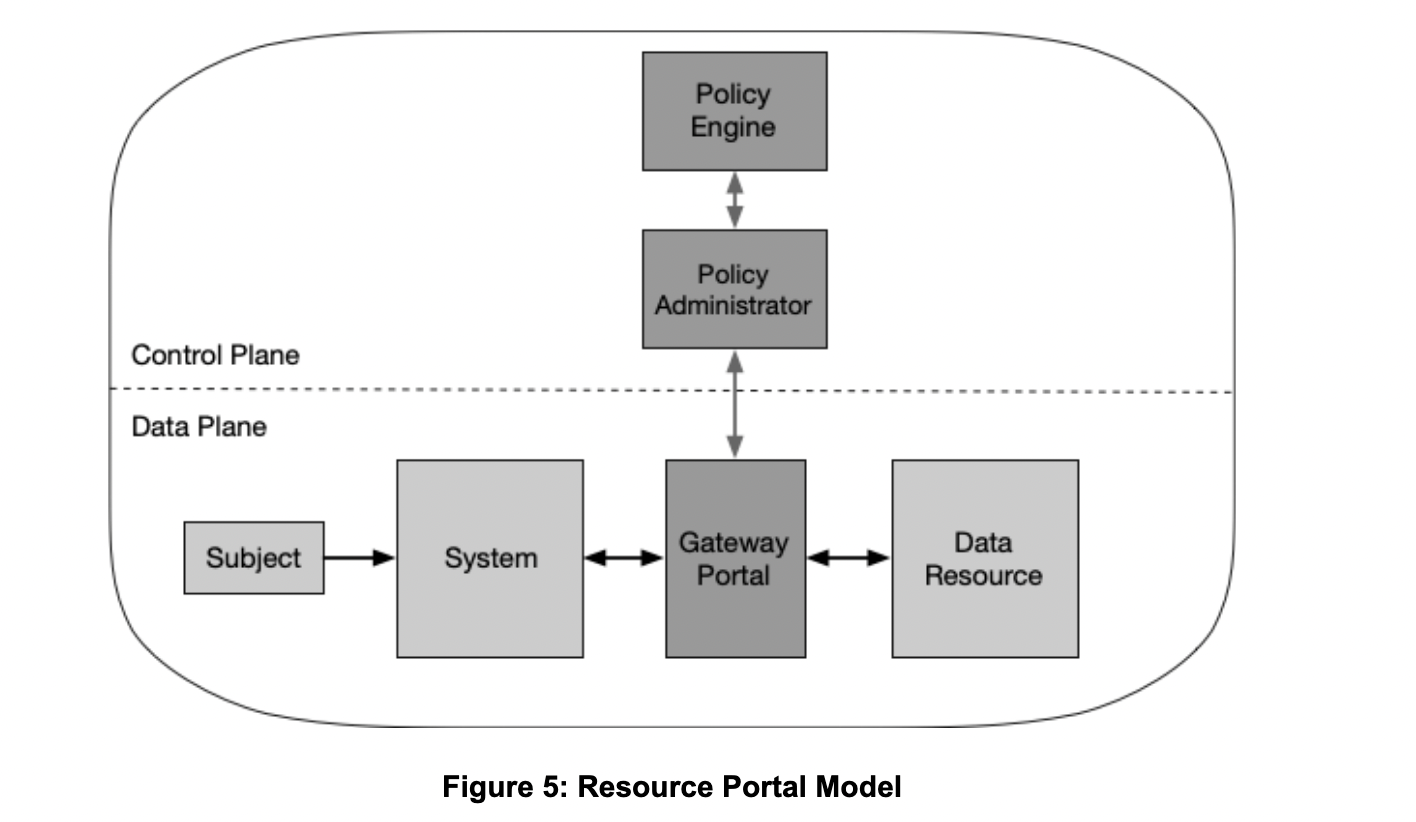 Policy
Engine
Policy
Administrator
Control Plane
Data Plane
Subject
System
Gateway
Portal
Data
Resource
Figure 5: Resource Portal Model